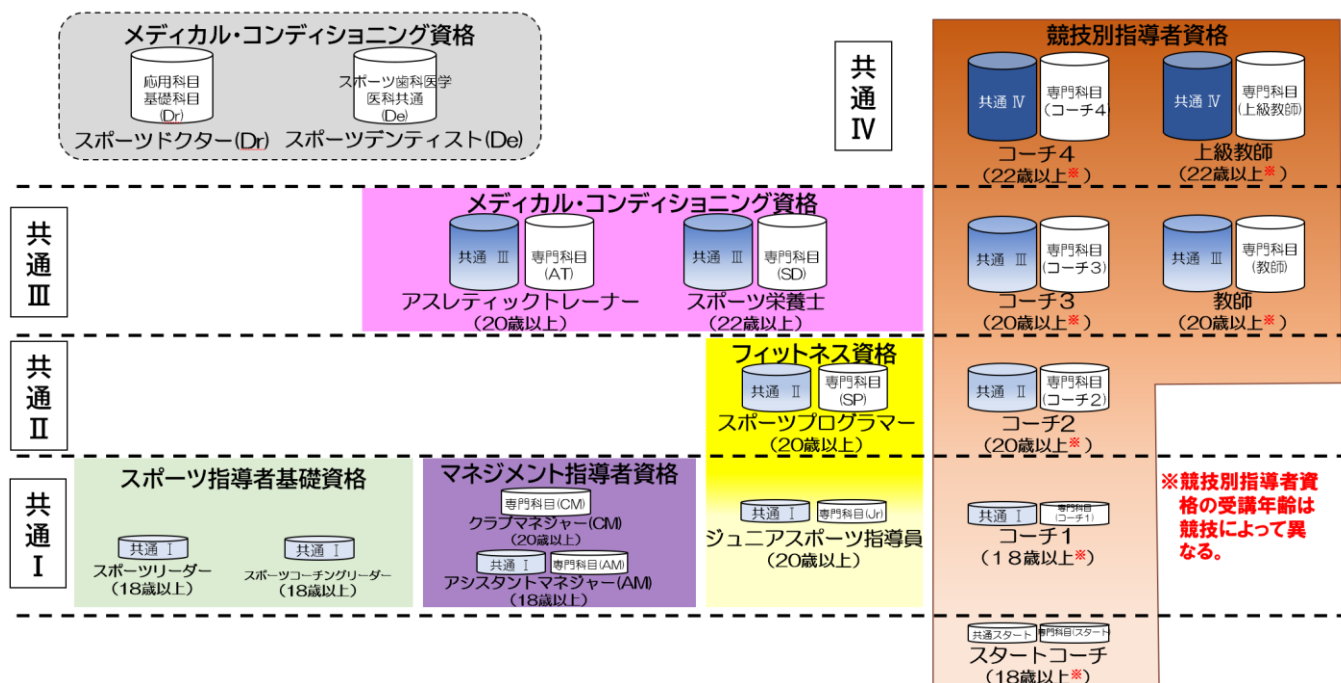 メディカル・コンディショニング資格
応用科目
基礎科目
(Dr)
スポーツドクター(Dr)
スポーツ歯科医学
医科共通
(De)
スポーツデンティスト(De)
共通Ⅳ
競技別指導者資格
共通 Ⅳ
専門科目
(コーチ4)
コーチ4
(22歳以上※)
共通 Ⅳ
専門科目
(上級教師)
上級教師
(22歳以上※)
共通Ⅲ
メディカル・コンディショニング資格
共通 Ⅲ
専門科目
(AT)
アスレティックトレーナー
(20歳以上)
共通 Ⅲ
専門科目
(SD)
スポーツ栄養士
(22歳以上)
共通 Ⅲ
専門科目
(コーチ3)
コーチ3
(20歳以上※)
共通 Ⅲ
専門科目
(教師)
教師
(20歳以上※)
共通Ⅱ
フィットネス資格
共通 Ⅱ
専門科目
(SP)
スポーツプログラマー
(20歳以上)
共通 Ⅱ
専門科目
(コーチ2)
コーチ2
(20歳以上※)
共通Ⅰ
スポーツ指導者基礎資格
共通 Ⅰ
スポーツリーダー
(18歳以上)
共通 Ⅰ
スポーツコーチングリーダー
(18歳以上)
マネジメント指導者資格
専門科目(CM)
クラブマネジャー(CM)
(20歳以上)
共通 Ⅰ
専門科目(AM)
アシスタントマネジャー(AM)
(18歳以上)
共通 Ⅰ
専門科目(Jr)
ジュニアスポーツ指導員
(20歳以上)
共通 Ⅰ
専門科目
(コーチ1)
コーチ1
(18歳以上※)
※競技別指導者資
格の受講年齢は
競技によって異
なる。
共通スタート
専門科目(スタート)
スタートコーチ
(18歳以上※)